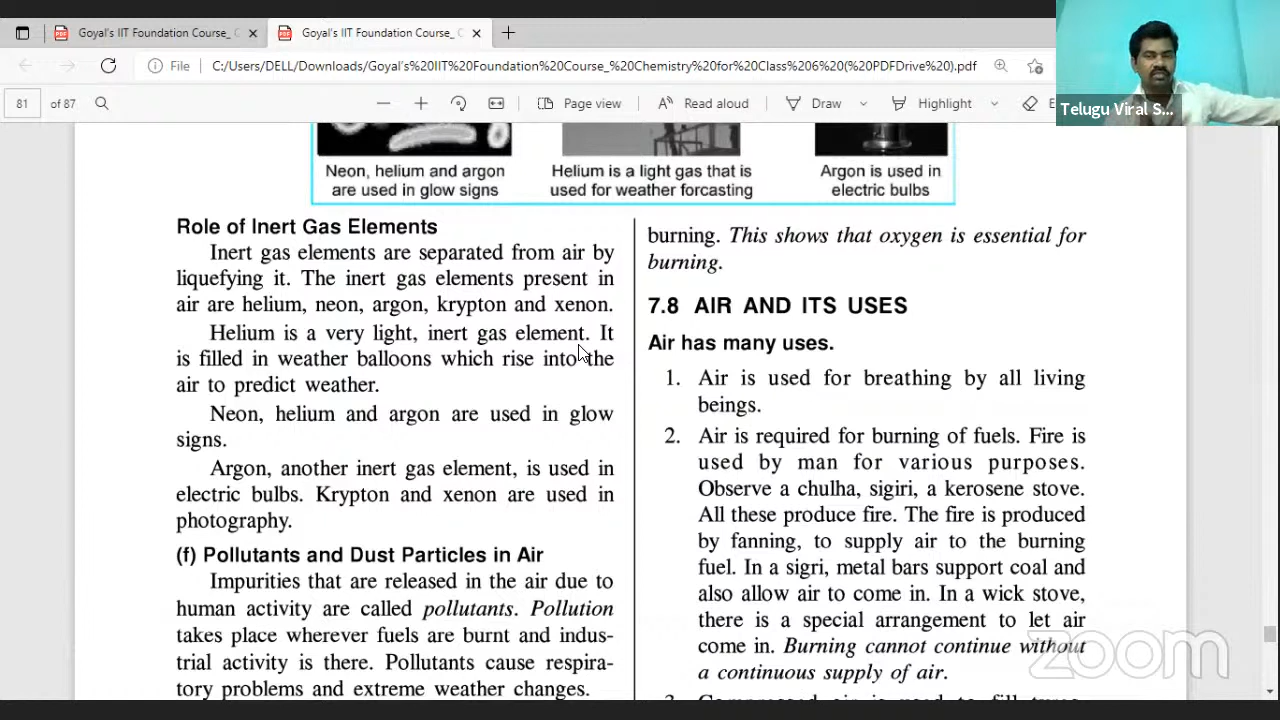 Goyal's IIT Foundation Course_ C
Goyal's IIT Foundation Course_ C
File
C:/Users/DELL/Downloads/Goyal's%20IIT%20Foundation%20Course_%20Chemistry%20for%20Class%206%20(%20PDFDrive%20).pdf
81 of 87
Page view
Read aloud
Draw
Highlight
E
Telugu Viral S...
Neon, helium and argon
are used in glow signs
Helium is a light gas that is
used for weather forcasting
Argon is used in
electric bulbs
Role of Inert Gas Elements
Inert gas elements are separated from air by
liquefying it. The inert gas elements present in
air are helium, neon, argon, krypton and xenon.
Helium is a very light, inert gas element. It
is filled in weather balloons which rise into the
air to predict weather.
Neon, helium and argon are used in glow
signs.
Argon, another inert gas element, is used in
electric bulbs. Krypton and xenon are used in
photography.
(f) Pollutants and Dust Particles in Air
Impurities that are released in the air due to
human activity are called pollutants. Pollution
takes place wherever fuels are burnt and indus-
trial activity is there. Pollutants cause respira-
tory problems and extreme weather changes.
burning. This shows that oxygen is essential for
burning.
7.8 AIR AND ITS USES
Air has many uses.
1. Air is used for breathing by all living
beings.
2. Air is required for burning of fuels. Fire is
used by man for various purposes.
Observe a chulha, sigiri, a kerosene stove.
All these produce fire. The fire is produced
by fanning, to supply air to the burning
fuel. In a sigri, metal bars support coal and
also allow air to come in. In a wick stove,
there is a special arrangement to let air
come in. Burning cannot continue without
a continuous supply of air.
3. Compressed air is used to fill tyres,
zoom